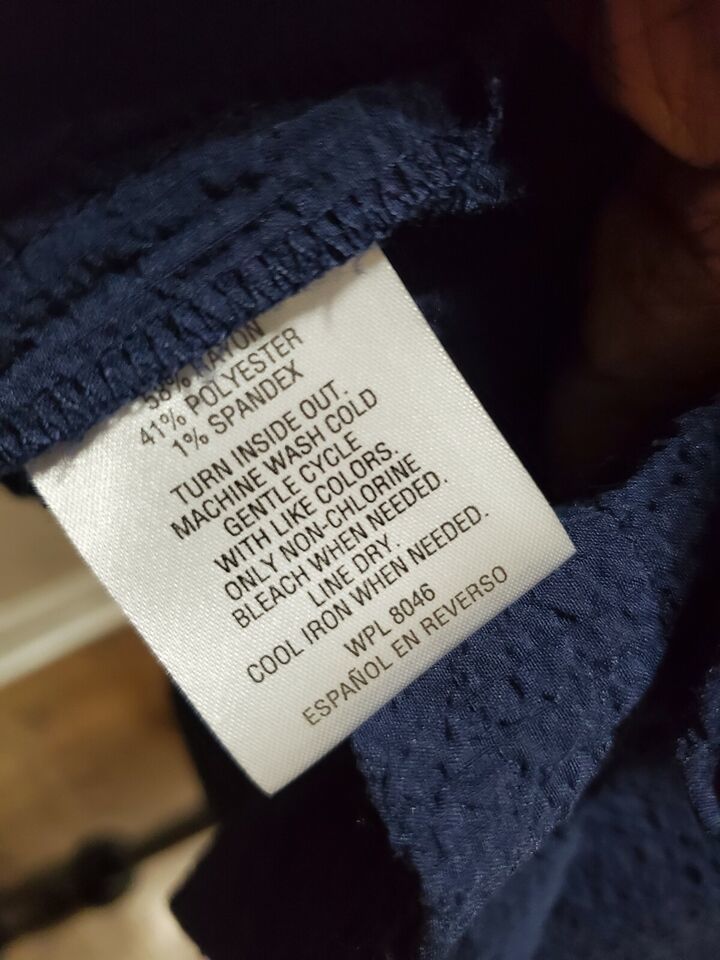 58% RAYON
41% POLYESTER
1% SPANDEX
TURN INSIDE OUT,
MACHINE WASH COLD
GENTLE CYCLE
WITH LIKE COLORS.
ONLY NON-CHLORINE
BLEACH WHEN NEEDED.
LINE DRY.
COOL IRON WHEN NEEDED.
WPL 8046
ESPAÑOL EN REVERSO